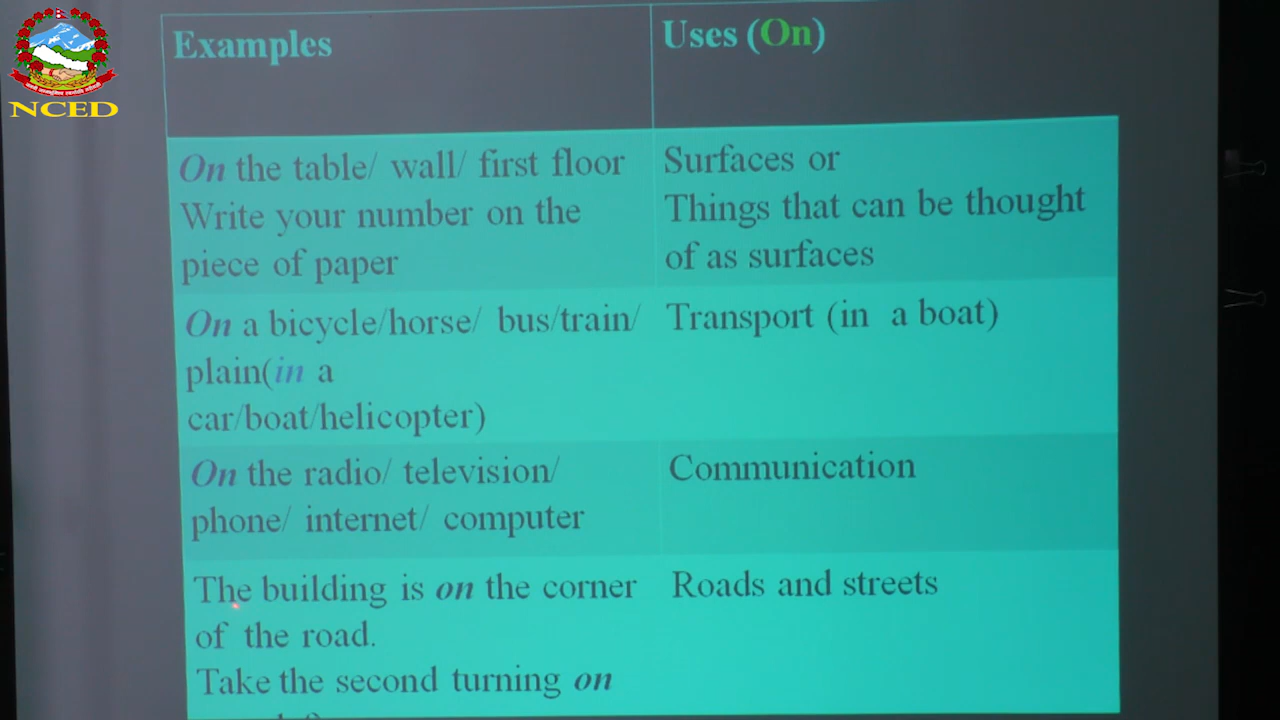 Examples
Uses (On)
On the table/ wall/ first floor
Write your number on the
piece of paper
Surfaces or
Things that can be thought
of as surfaces
On a bicycle/horse/ bus/train/
plain(in a
car/boat/helicopter)
Transport (in a boat)
On the radio/ television/
phone/ internet/ computer
Communication
The building is on the corner
of the road.
Take the second turning on
Roads and streets
NCED